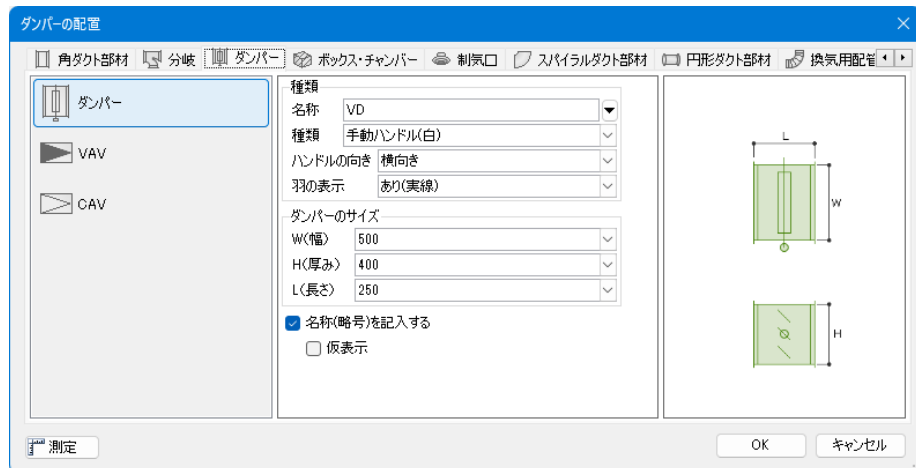 ダンパーの配置
角ダクト部材 分岐 ダンパー ボックス・チャンバー 制気口 スパイラルダクト部材 円形ダクト部材 換気用配管
ダンパー
VAV
CAV
種類
名称 VD
種類 手動ハンドル(白)
ハンドルの向き 横向き
羽の表示 あり(実線)
ダンパーのサイズ
W(幅) 500
H(厚み) 400
L(長さ) 250
名称(略号)を記入する
仮表示
L
W
H
測定
OK キャンセル